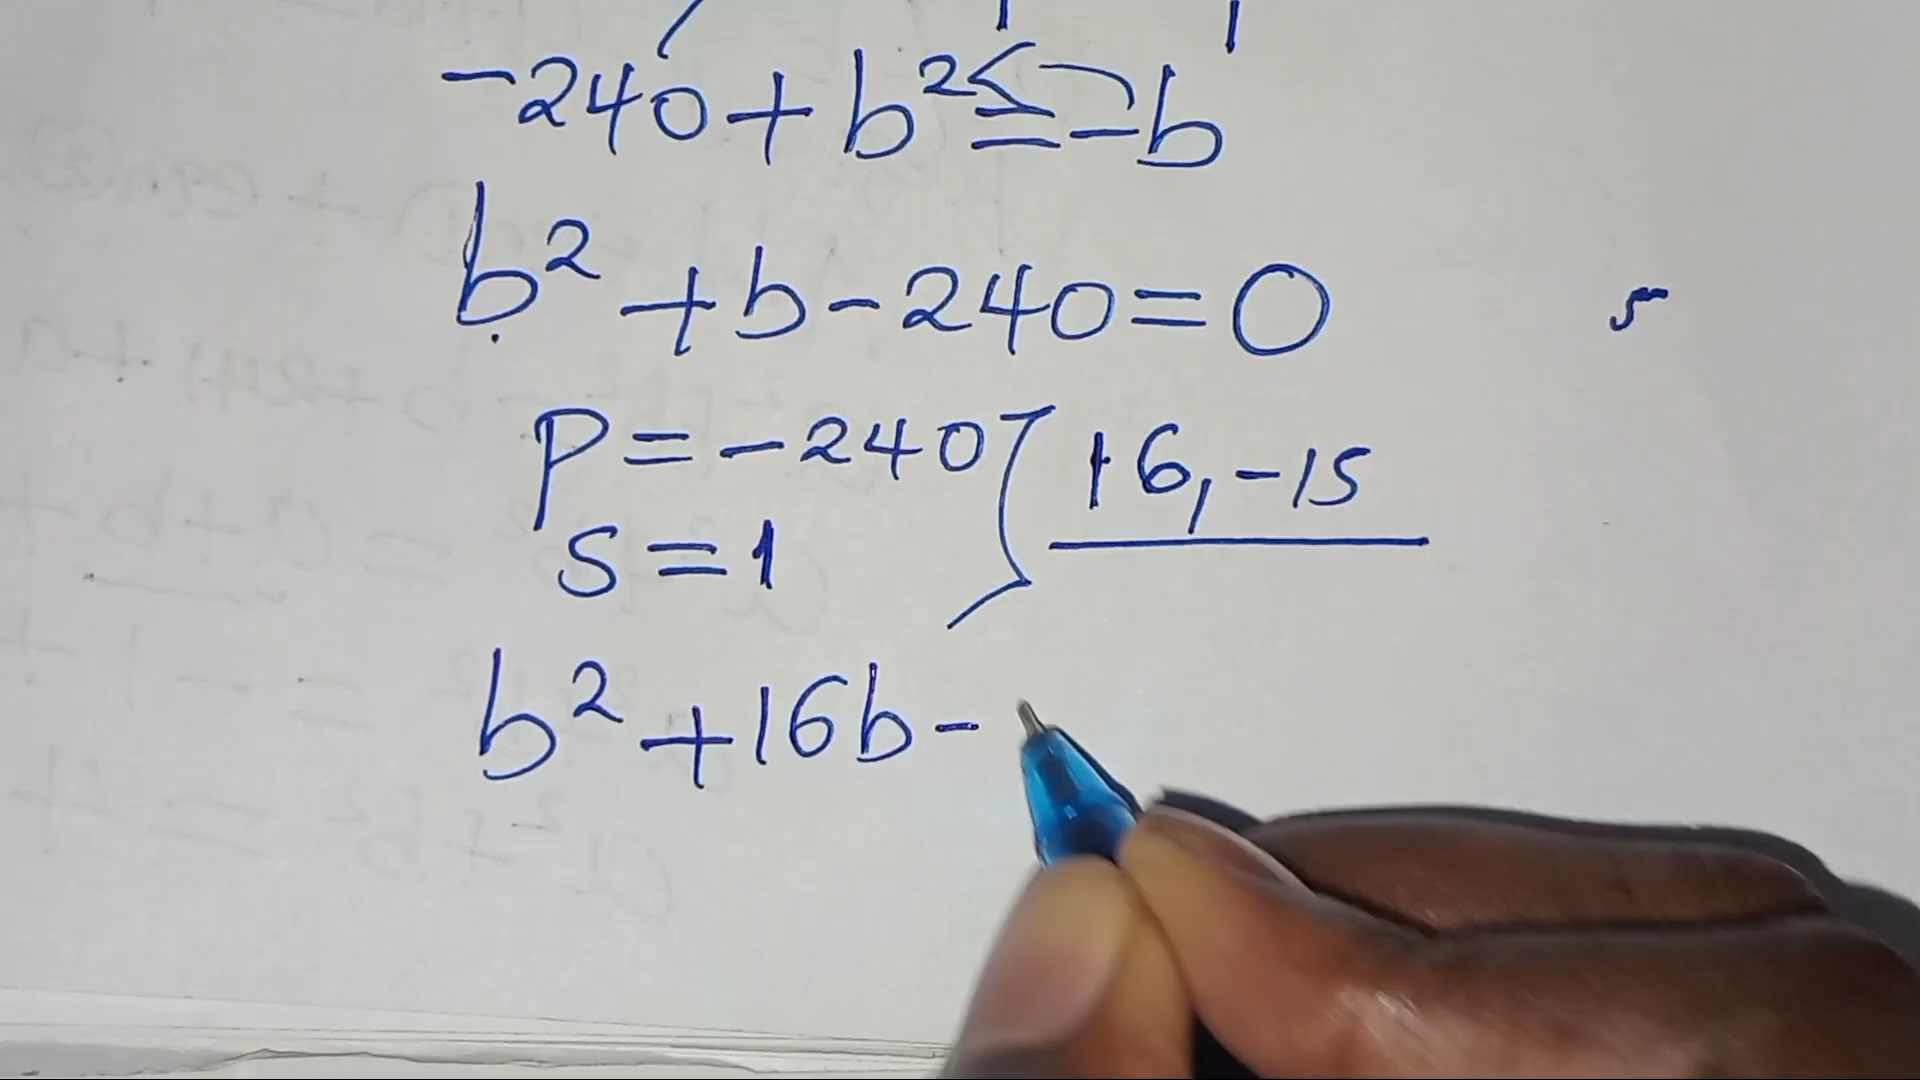 -240 + b² = -b
b² + b - 240 = 0
P = -240
16, -15
S = 1
b² + 16b -